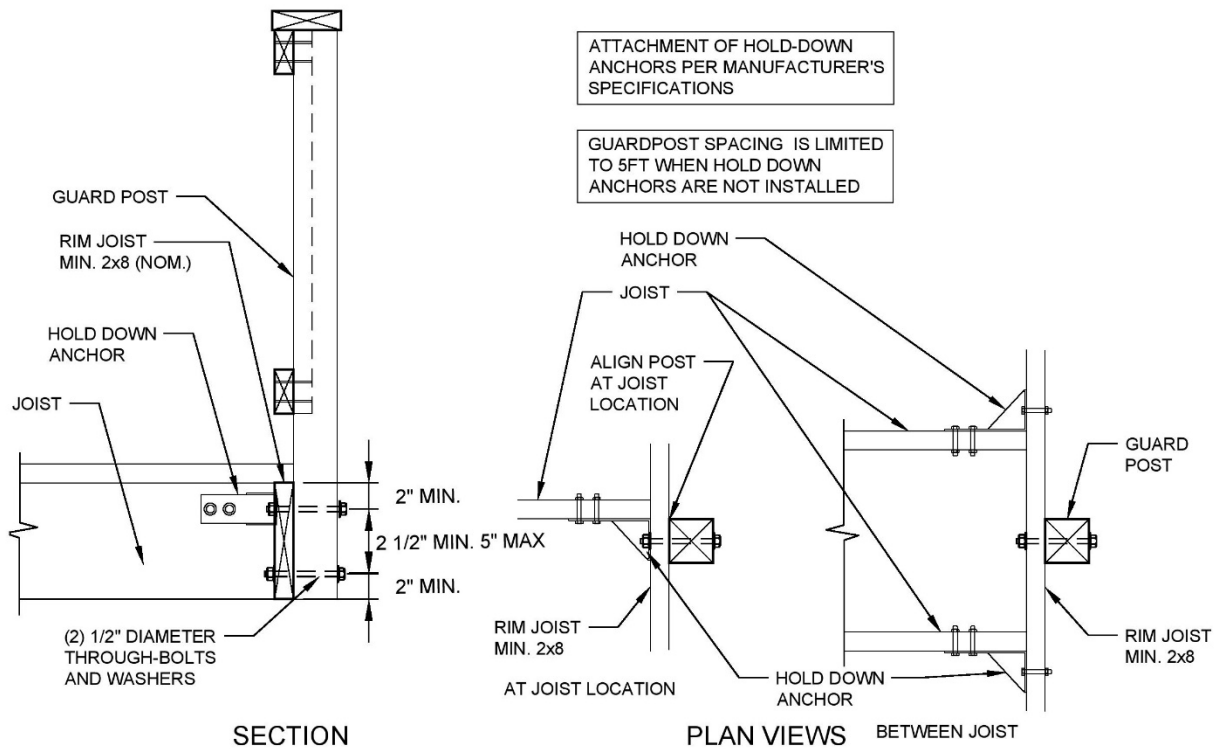 ATTACHMENT OF HOLD-DOWN
ANCHORS PER MANUFACTURER'S
SPECIFICATIONS
GUARDPOST SPACING IS LIMITED
TO 5FT WHEN HOLD DOWN
ANCHORS ARE NOT INSTALLED
GUARD POST
RIM JOIST
MIN. 2x8 (NOM.)
HOLD DOWN
ANCHOR
JOIST
2" MIN.
2 1/2" MIN. 5" MAX
2" MIN.
(2) 1/2" DIAMETER
THROUGH-BOLTS
AND WASHERS
SECTION
HOLD DOWN
ANCHOR
JOIST
ALIGN POST
AT JOIST
LOCATION
RIM JOIST
MIN. 2x8
AT JOIST LOCATION
HOLD DOWN
ANCHOR
GUARD
POST
RIM JOIST
MIN. 2x8
PLAN VIEWS
BETWEEN JOIST